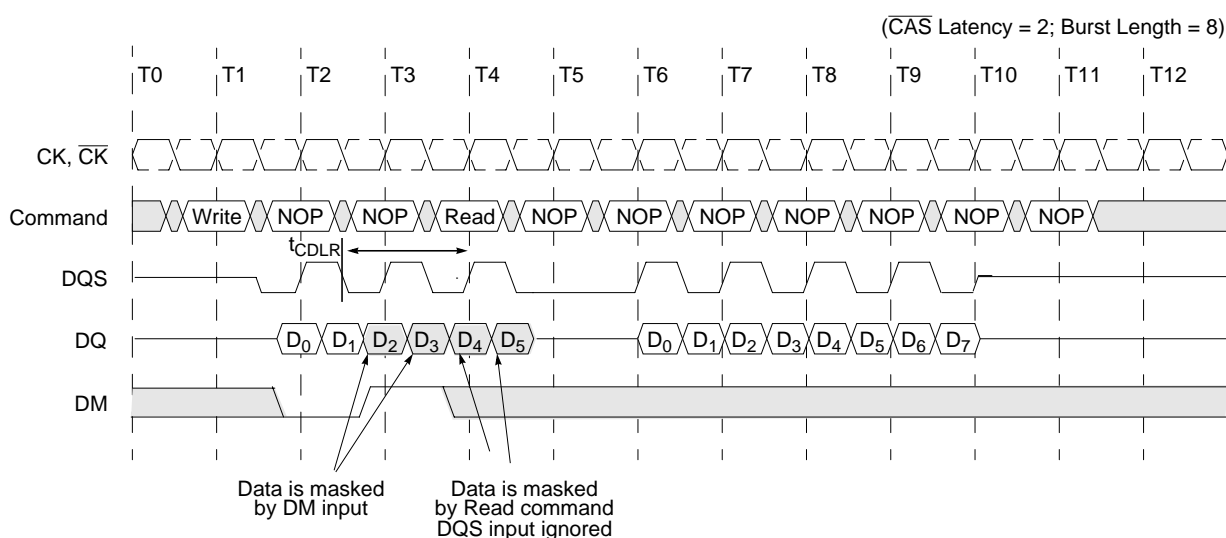 (CAS Latency = 2; Burst Length = 8)
T0 T1 T2 T3 T4 T5 T6 T7 T8 T9 T10 T11 T12
CK, CK
Command Write NOP NOP Read NOP NOP NOP NOP NOP NOP NOP
tCDLR
DQS
DQ D0 D1 D2 D3 D4 D5 D0 D1 D2 D3 D4 D5 D6 D7
DM
Data is masked
by DM input
Data is masked
by Read command
DQS input ignored